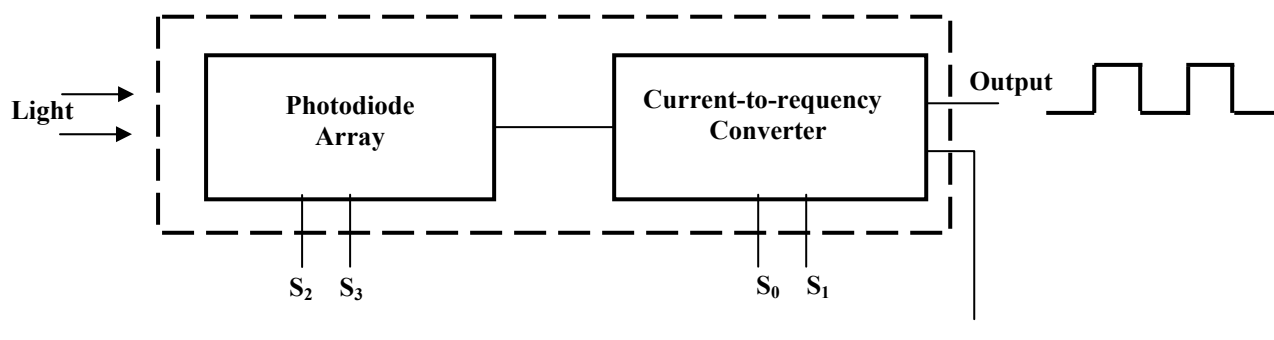 Light
Photodiode
Array
Current-to-requency
Converter
Output
S₂ S₃
S₀ S₁